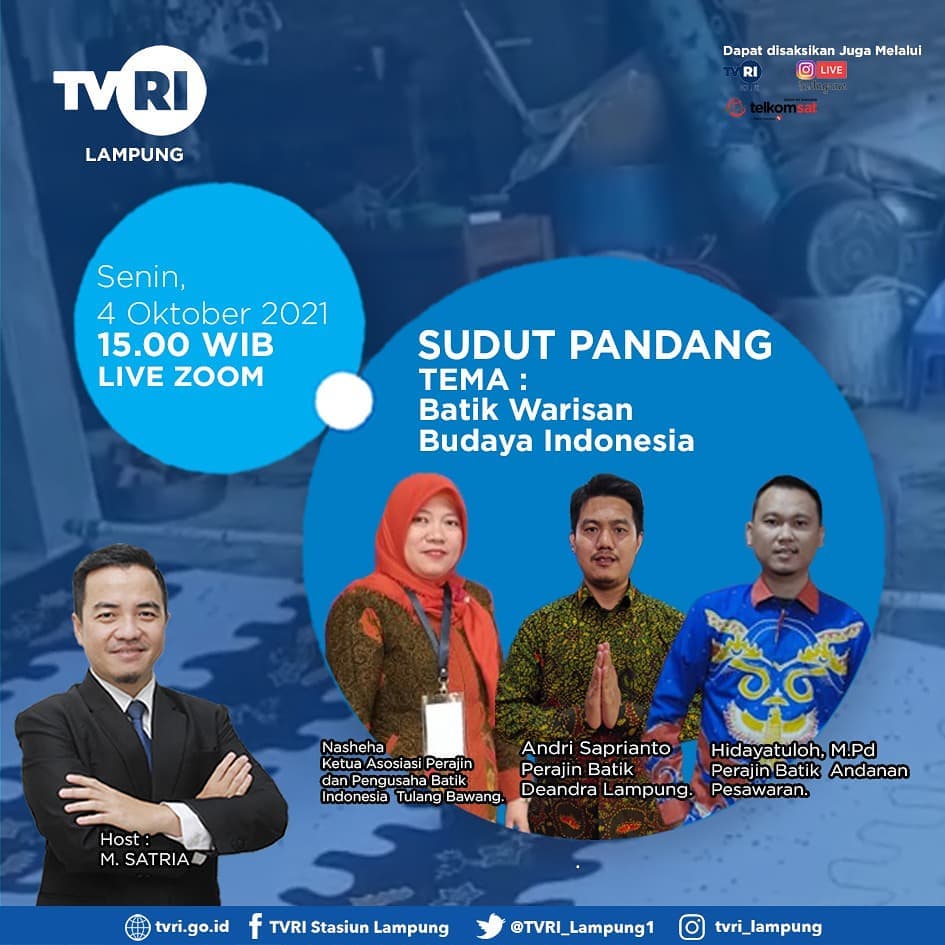 TVRI
LAMPUNG
Dapat disaksikan Juga Melalui
TVRI
LIVE
telkomsat
Senin,
4 Oktober 2021
15.00 WIB
LIVE ZOOM
SUDUT PANDANG
TEMA :
Batik Warisan
Budaya Indonesia
Nasheha
Ketua Asosiasi Perajin
dan Pengusaha Batik
Indonesia Tulang Bawang.
Andri Saprianto
Perajin Batik
Deandra Lampung.
Hidayatuloh, M.Pd
Perajin Batik Andanan
Pesawaran.
Host :
M. SATRIA
tvri.go.id
TVRI Stasiun Lampung
@TVRI_Lampung1
tvri_lampung